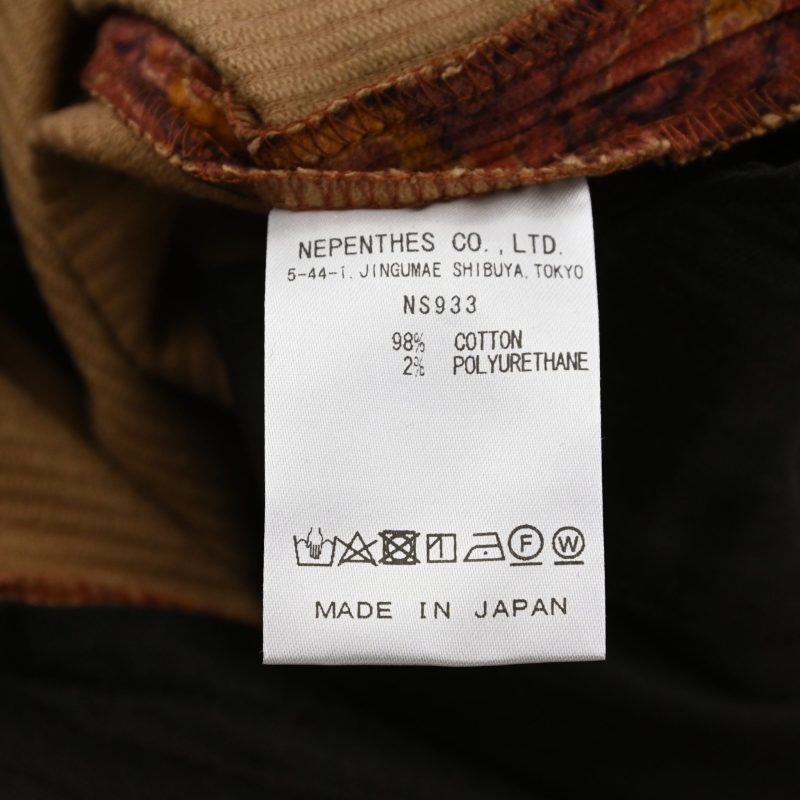 NEPENTHES CO., LTD.
5-44-1, JINGUMAE SHIBUYA, TOKYO
NS933
98% COTTON
2% POLYURETHANE
F W
MADE IN JAPAN